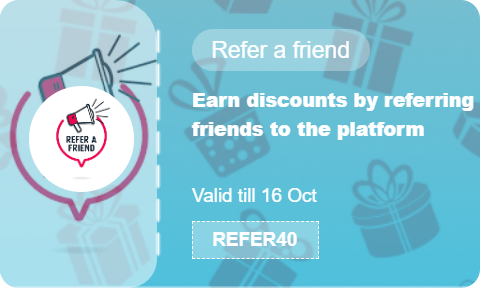 REFER A
FRIEND
Refer a friend
Earn discounts by referring
friends to the platform
Valid till 16 Oct
REFER40